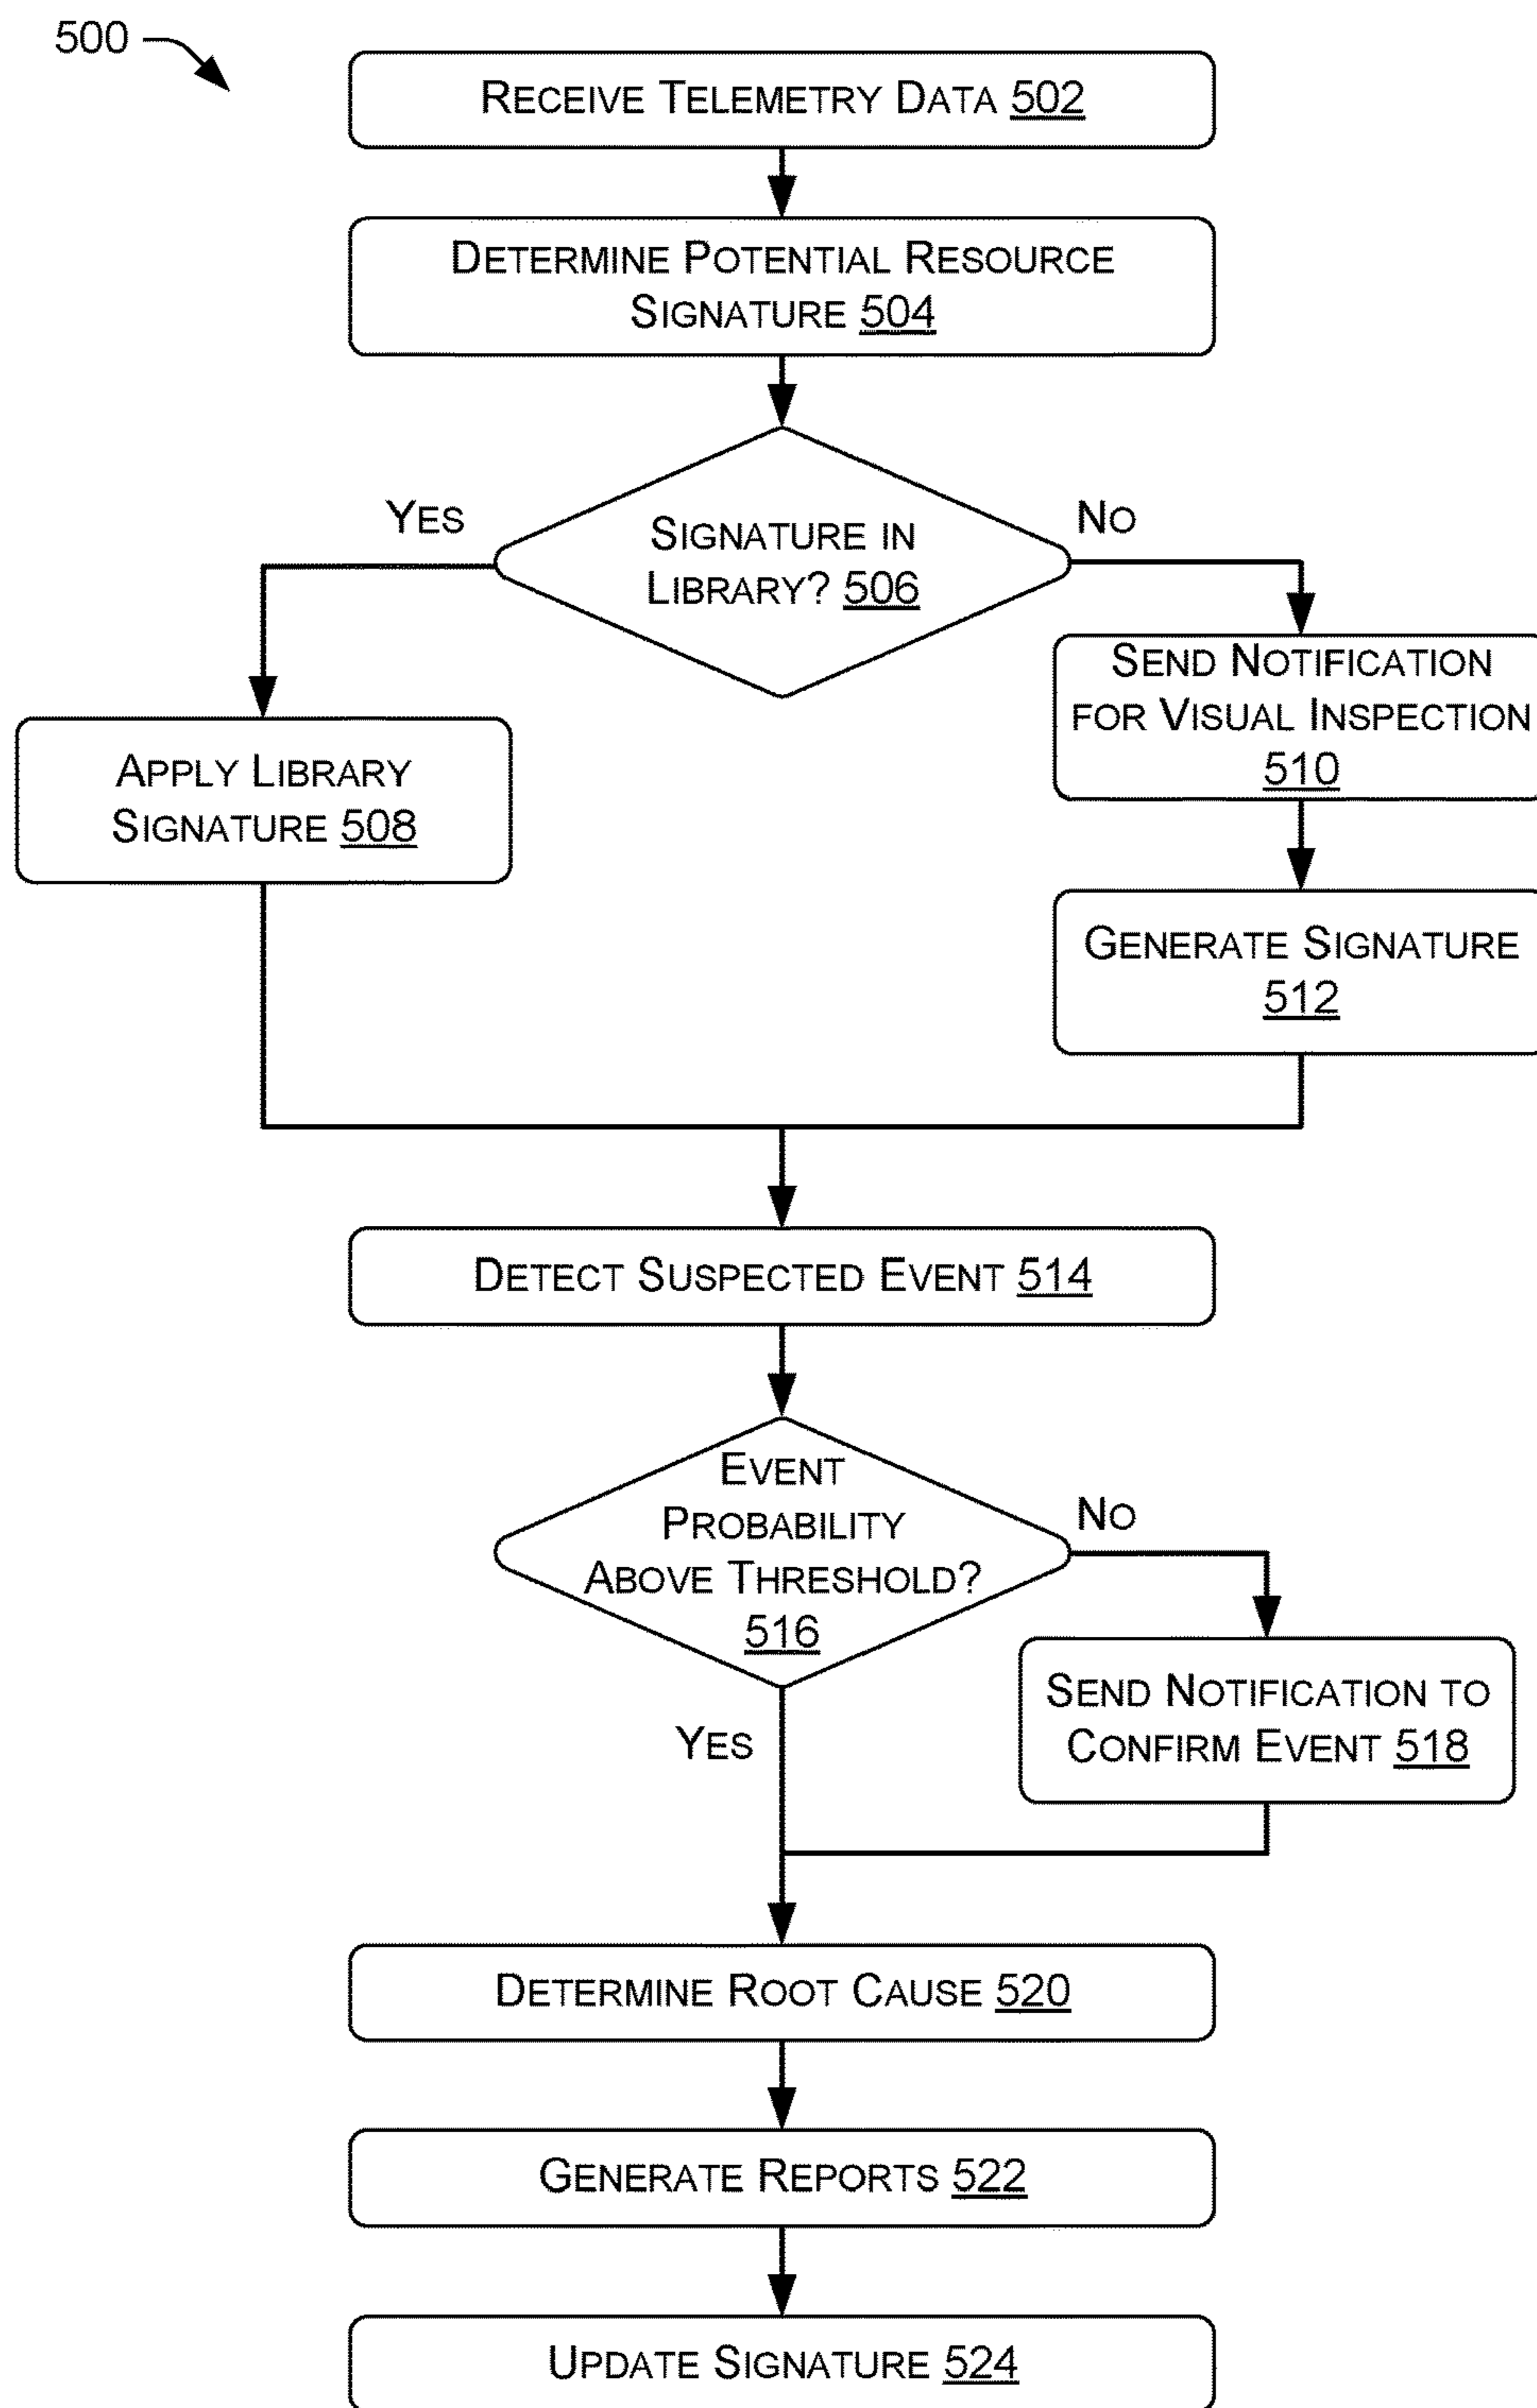 500
RECEIVE TELEMETRY DATA 502
DETERMINE POTENTIAL RESOURCE
SIGNATURE 504
YES
NO
SIGNATURE IN
LIBRARY? 506
SEND NOTIFICATION
FOR VISUAL INSPECTION
510
APPLY LIBRARY
SIGNATURE 508
GENERATE SIGNATURE
512
DETECT SUSPECTED EVENT 514
EVENT
PROBABILITY
ABOVE THRESHOLD?
516
NO
YES
SEND NOTIFICATION TO
CONFIRM EVENT 518
DETERMINE ROOT CAUSE 520
GENERATE REPORTS 522
UPDATE SIGNATURE 524